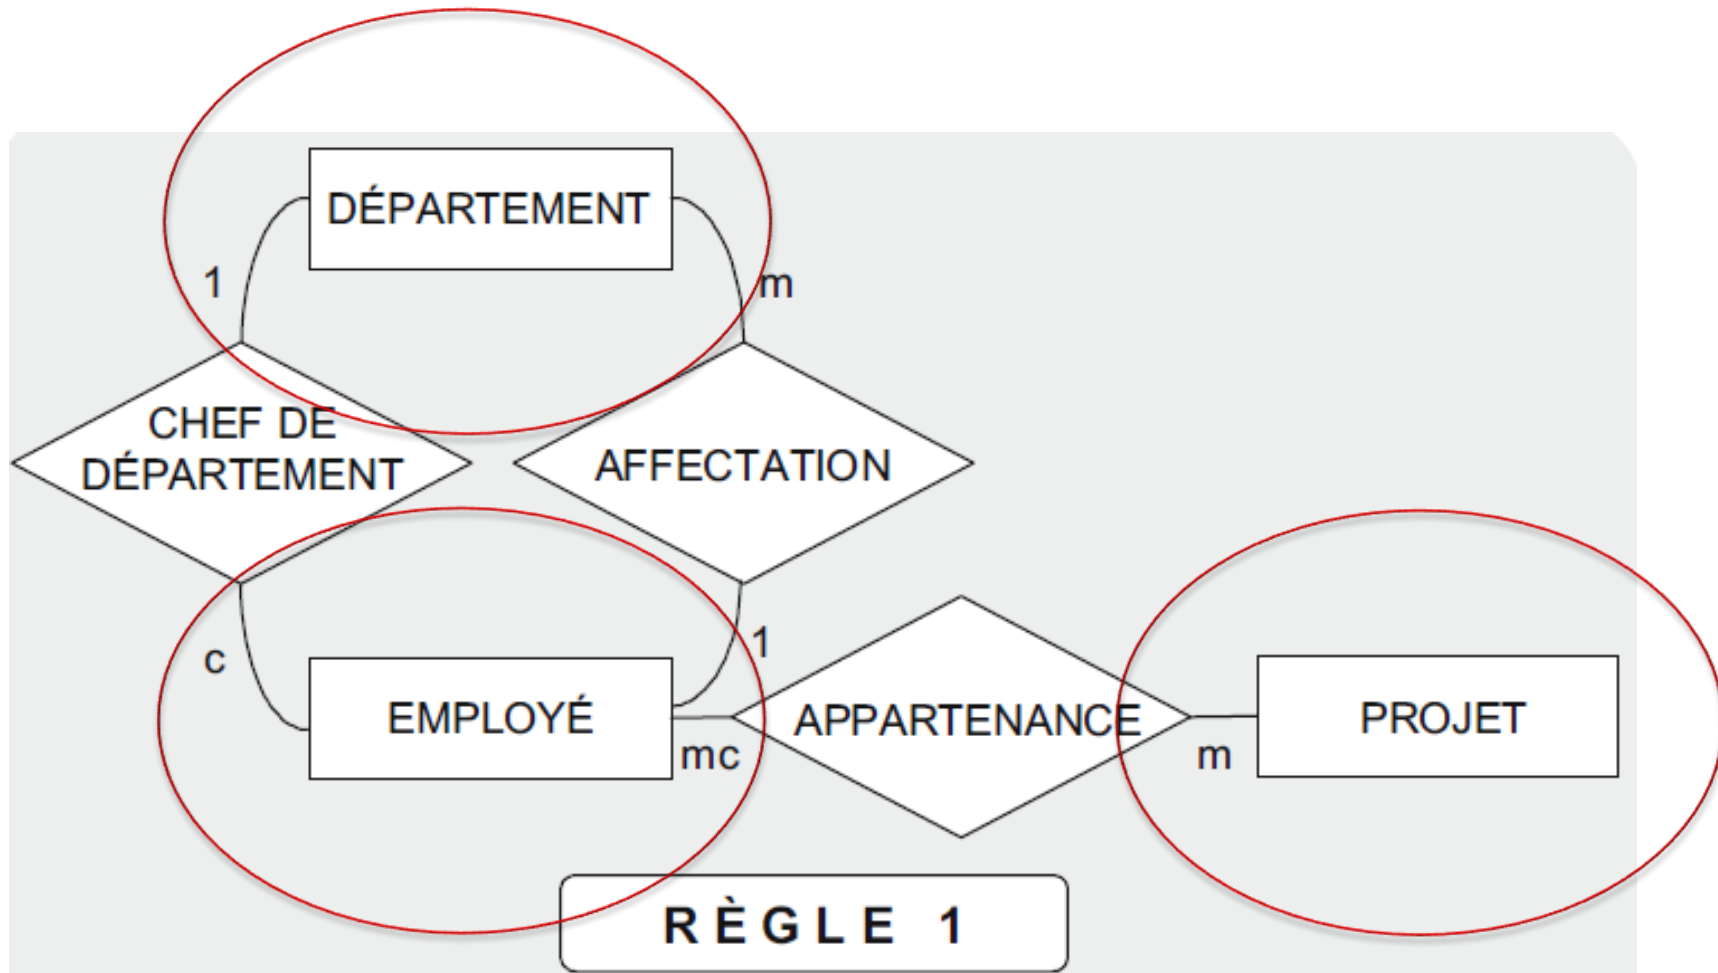 DÉPARTEMENT
1
m
CHEF DE
DÉPARTEMENT
AFFECTATION
c
1
EMPLOYÉ
mc
APPARTENANCE
m
PROJET
RÈGLE 1